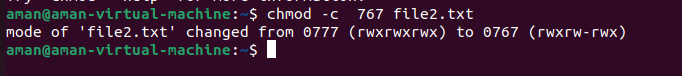 aman@aman-virtual-machine:~$ chmod -c  767 file2.txt
mode of 'file2.txt' changed from 0777 (rwxrwxrwx) to 0767 (rwxrw-rwx)
aman@aman-virtual-machine:~$